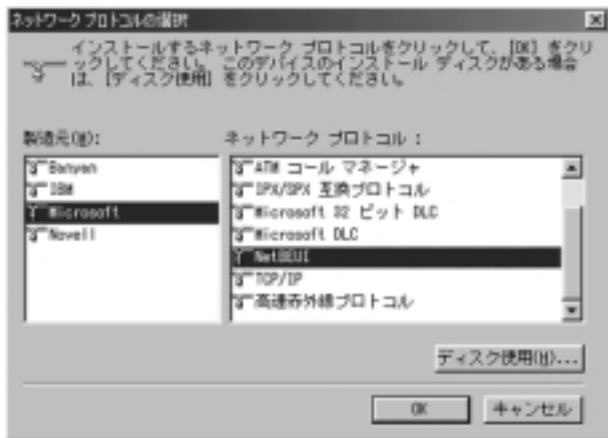 ネットワーク プロトコルの選択
インストールするネットワーク プロトコルをクリックして、[OK] をクリ
ックしてください。 このデバイスのインストール ディスクがある場合
は、[ディスク使用] をクリックしてください。
製造元(M):
ネットワーク プロトコル :
Banyan
IBM
Microsoft
Novell
ATM コール マネージャ
IPX/SPX 互換プロトコル
Microsoft 32 ビット DLC
Microsoft DLC
NetBEUI
TCP/IP
高速赤外線プロトコル
ディスク使用(H)...
OK
キャンセル